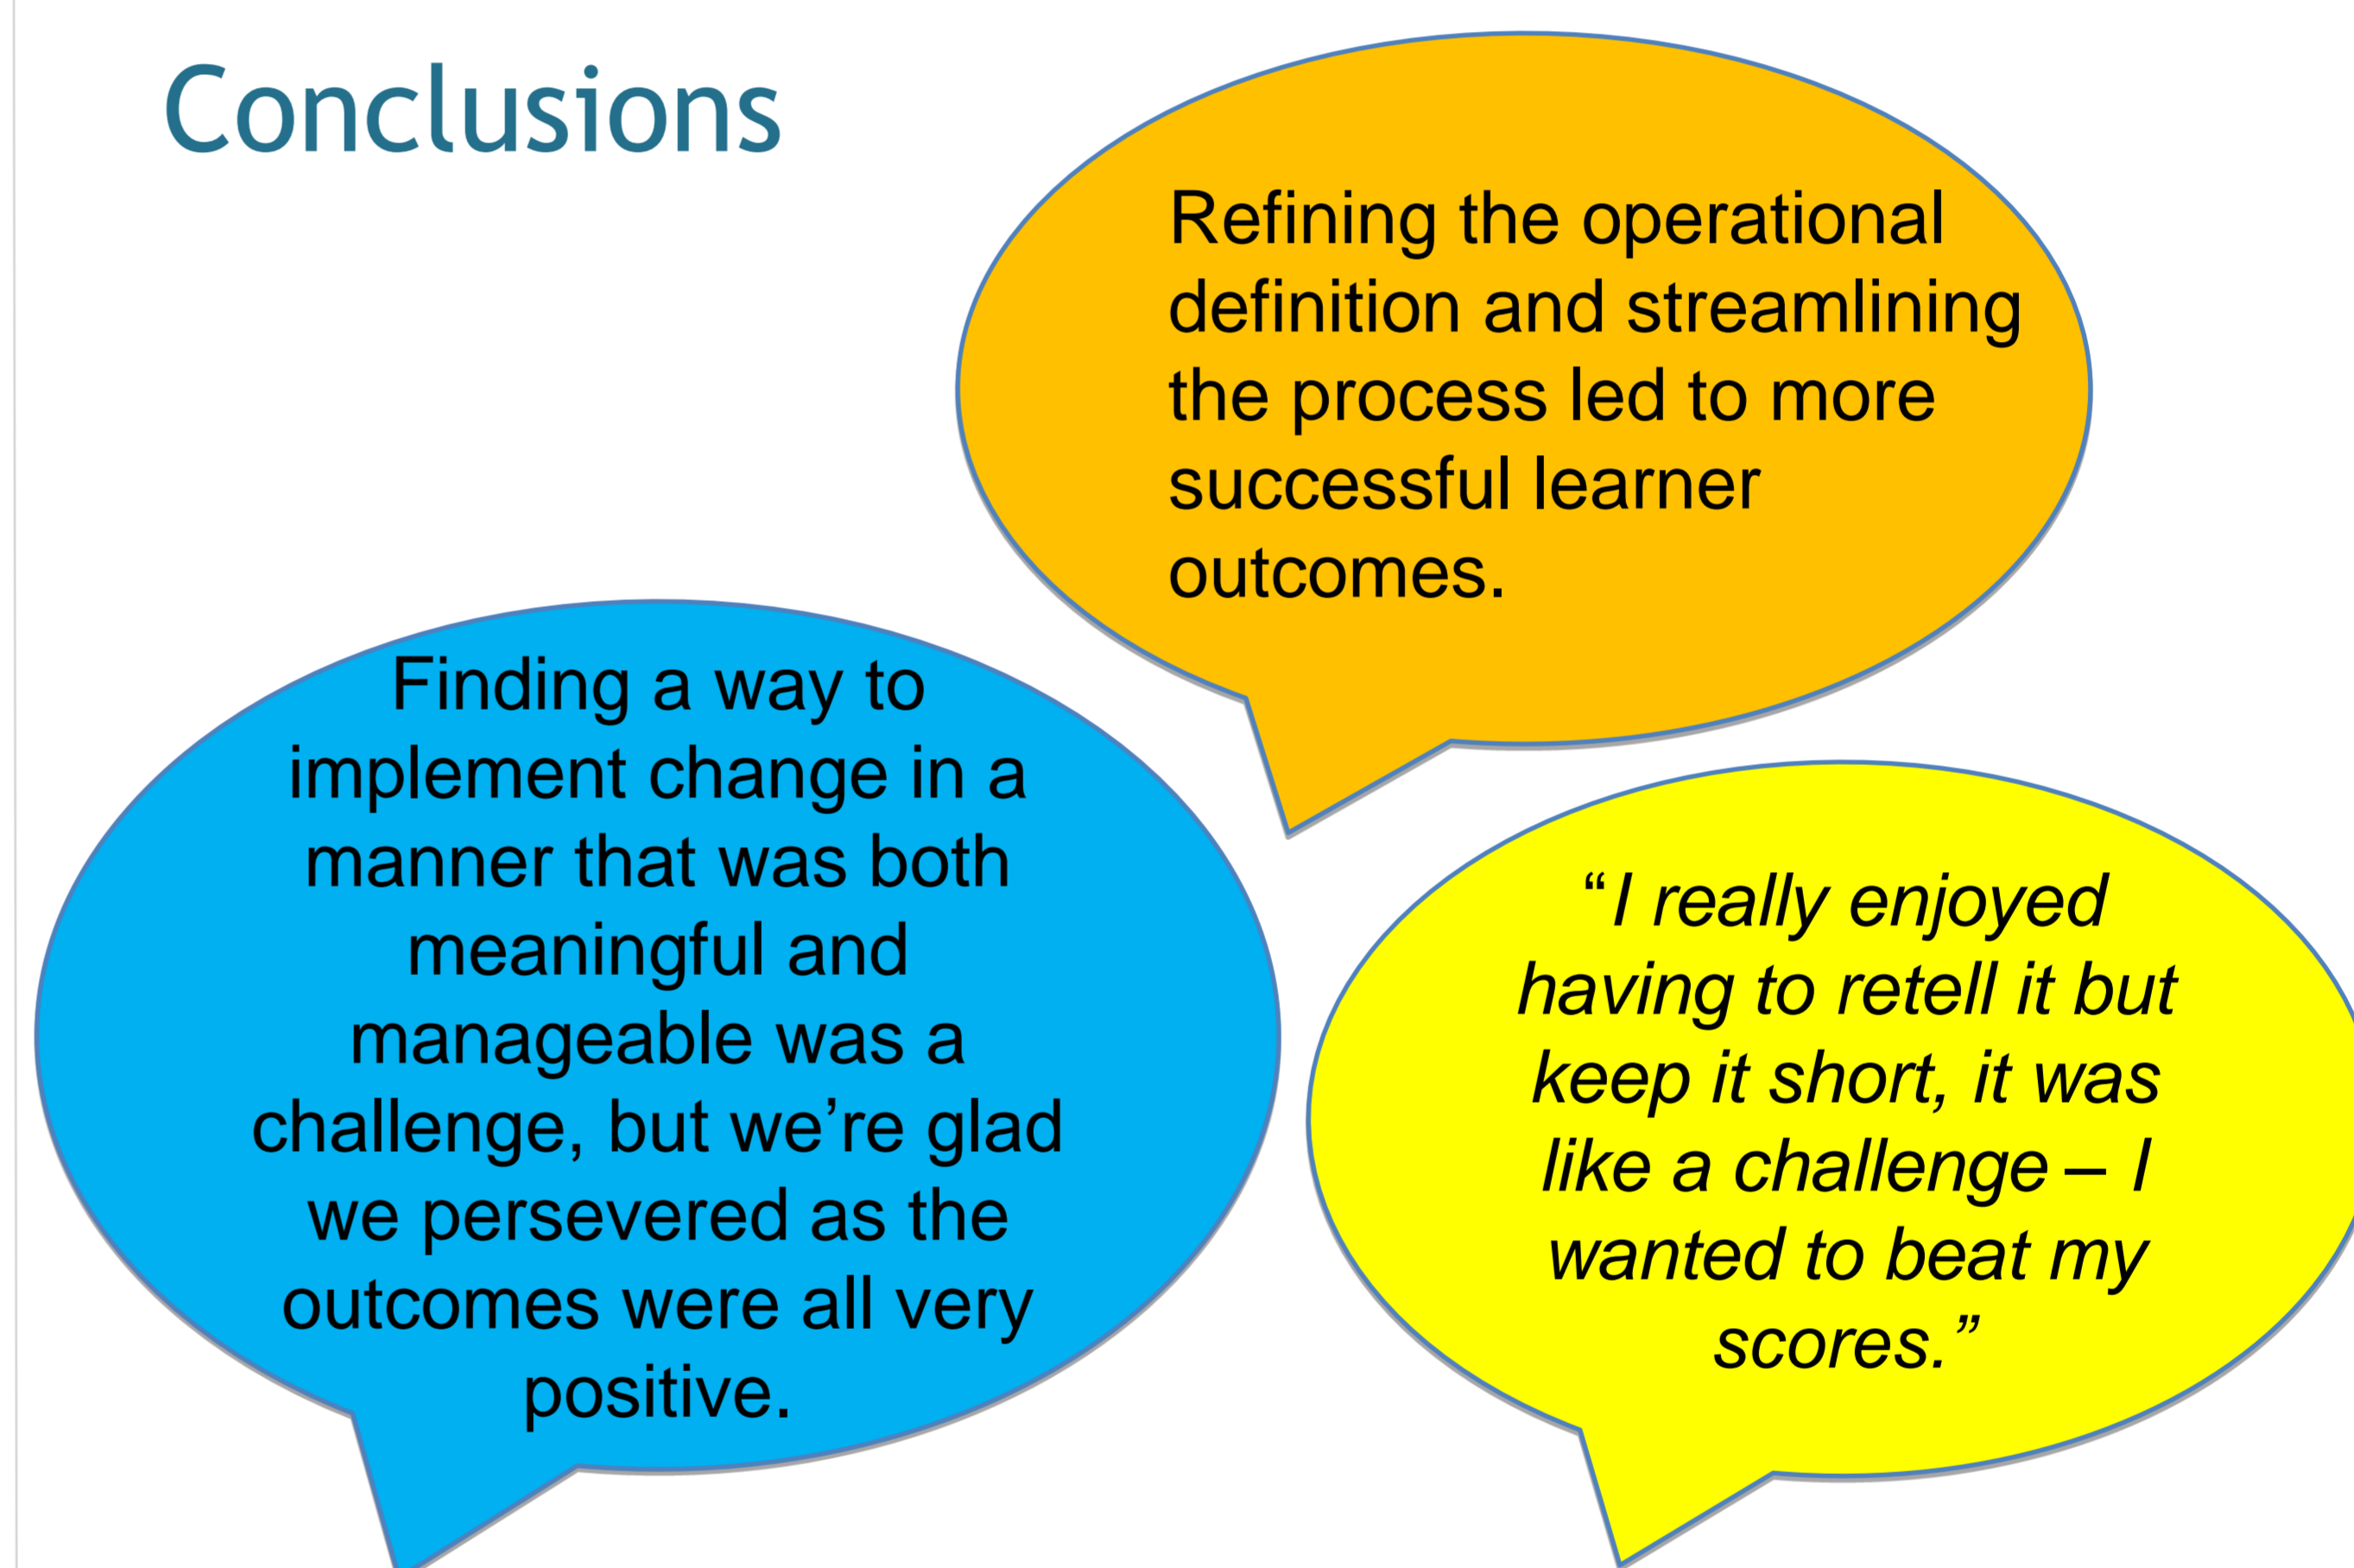 Conclusions
Refining the operational
definition and streamlining
the process led to more
successful learner
outcomes.
Finding a way to
implement change in a
manner that was both
meaningful and
manageable was a
challenge, but we’re glad
we persevered as the
outcomes were all very
positive.
“I really enjoyed
having to retell it but
keep it short, it was
like a challenge – I
wanted to beat my
scores.”